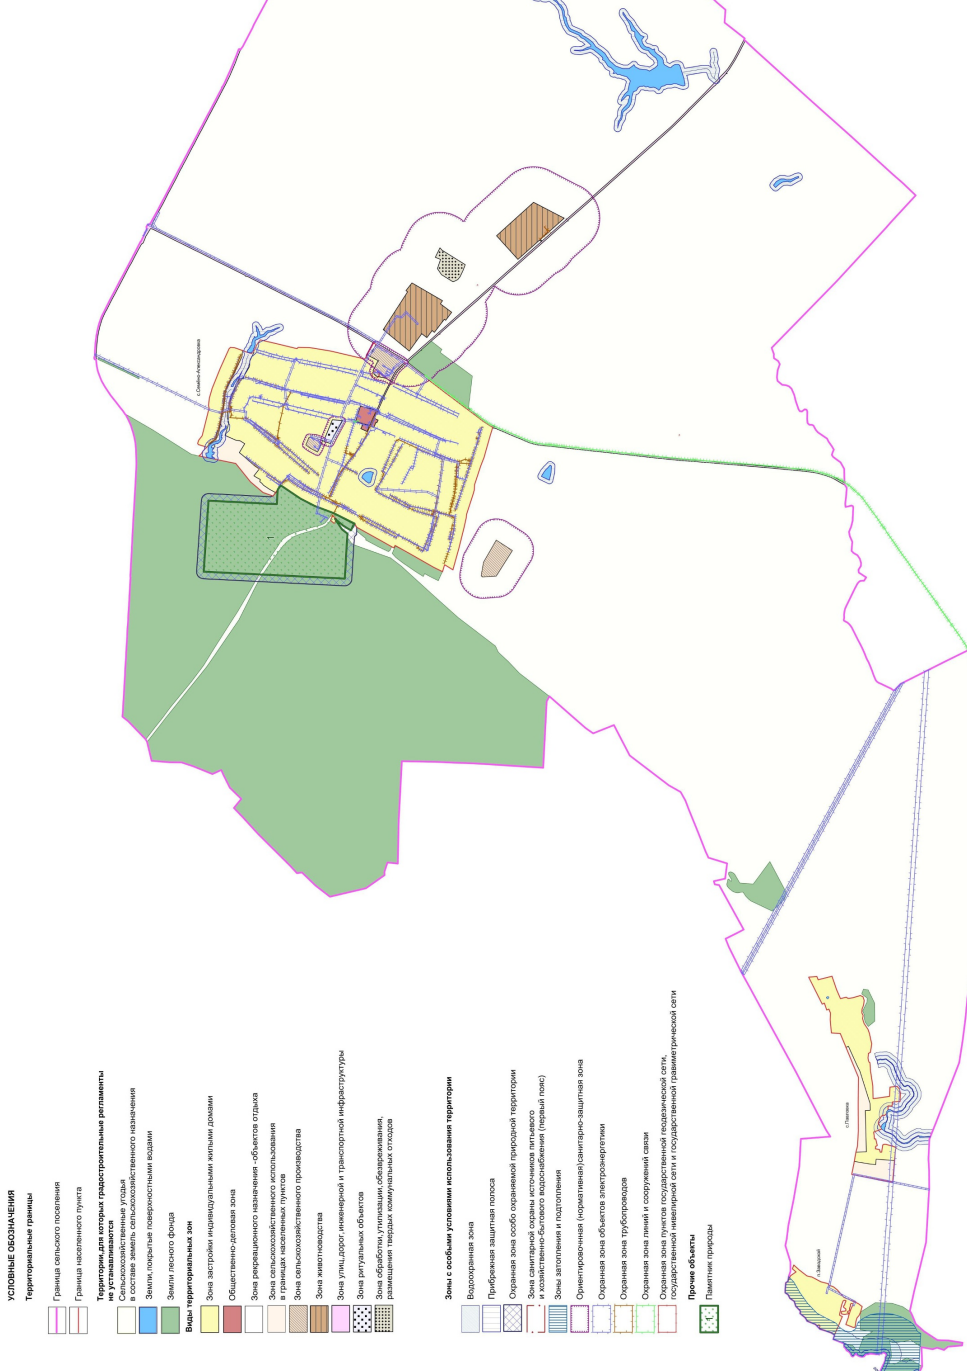 УСЛОВНЫЕ ОБОЗНАЧЕНИЯ
Территориальные границы
Граница сельского поселения
Граница населенного пункта
Территории, для которых градостроительные регламенты
не устанавливаются
Сельскохозяйственные угодья
в составе земель сельскохозяйственного назначения
Земли, покрытые поверхностными водами
Земли лесного фонда
Виды территориальных зон
Зона застройки индивидуальными жилыми домами
Общественно-деловая зона
Зона рекреационного назначения - объектов отдыха
Зона сельскохозяйственного использования
в границах населенных пунктов
Зона сельскохозяйственного производства
Зона животноводства
Зона улиц, дорог, инженерной и транспортной инфраструктуры
Зона ритуальных объектов
Зона обработки, утилизации, обезвреживания,
размещения твердых коммунальных отходов
Зоны с особыми условиями использования территории
Водоохранная зона
Прибрежная защитная полоса
Охранная зона особо охраняемой природной территории
Зона санитарной охраны источников питьевого
и хозяйственно-бытового водоснабжения (первый пояс)
Зоны затопления и подтопления
Ориентировочная (нормативная) санитарно-защитная зона
Охранная зона объектов электроэнергетики
Охранная зона трубопроводов
Охранная зона линий и сооружений связи
Охранная зона пунктов государственной геодезической сети,
государственной нивелирной сети и государственной гравиметрической сети
Прочие объекты
1
Памятник природы
1
с.Павловка